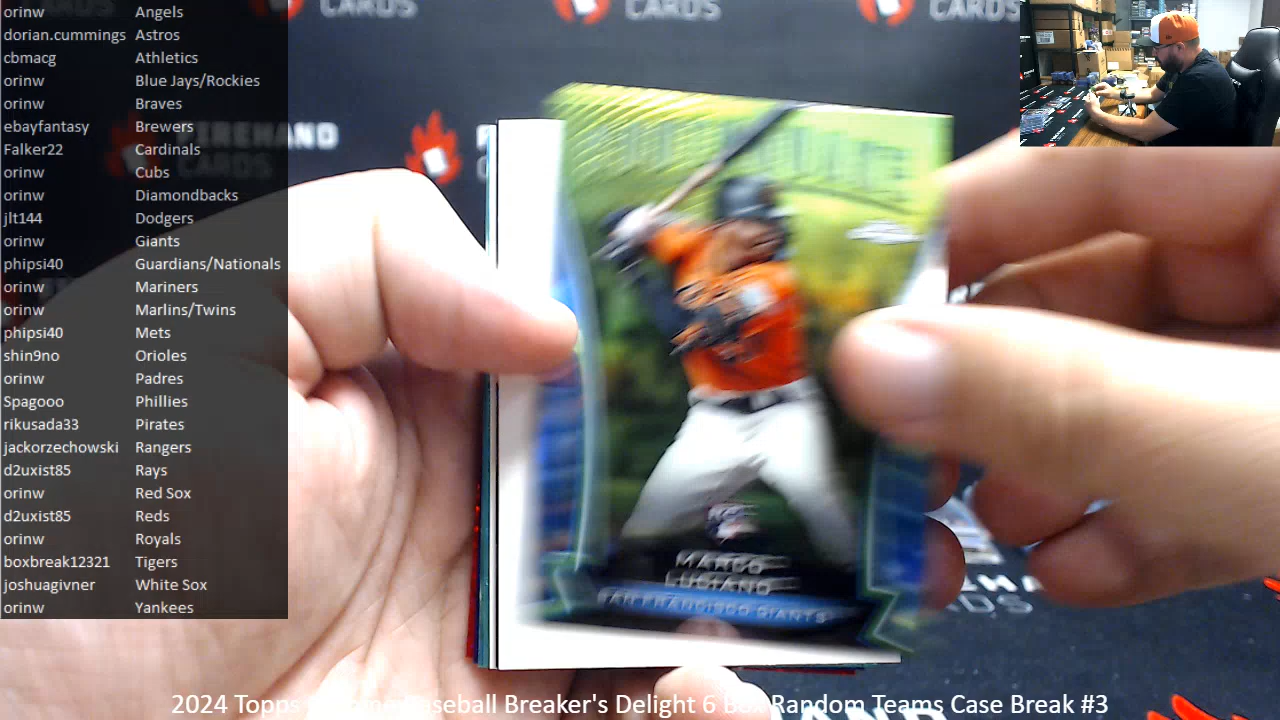 orinw Angels
dorian.cummings Astros
cbmacg Athletics
orinw Blue Jays/Rockies
orinw Braves
ebayfantasy Brewers
Falker22 Cardinals
orinw Cubs
orinw Diamondbacks
jlt144 Dodgers
orinw Giants
phipsi40 Guardians/Nationals
orinw Mariners
orinw Marlins/Twins
phipsi40 Mets
shin9no Orioles
orinw Padres
Spagooo Phillies
rikusada33 Pirates
jackorzechowski Rangers
d2uxist85 Rays
orinw Red Sox
d2uxist85 Reds
orinw Royals
boxbreak12321 Tigers
joshuagivner White Sox
orinw Yankees
CARDS
CARDS
CARDS
FIREHAND
CARDS
MARCO
LUCIANO
SAN FRANCISCO GIANTS
2024 Topps Baseball Breaker's Delight 6 Box Random Teams Case Break #3